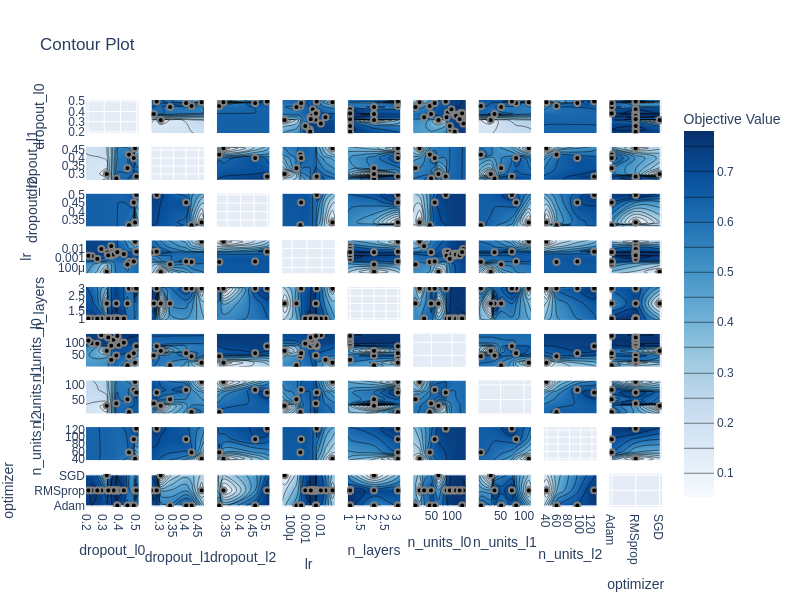 Contour Plot
Objective Value
0.7
0.6
0.5
0.4
0.3
0.2
0.1
dropout_l0
0.5
0.4
0.3
0.2
dropout_l1
0.45
0.4
0.3
dropout_l2
0.5
0.4
0.35
lr
0.01
0.001
100μ
n_layers
3
2.5
2
1.5
1
n_units_l0
100
50
n_units_l1
100
50
n_units_l2
120
100
80
60
40
optimizer
SGD
RMSprop
Adam
0.2 0.3 0.4 0.5
0.3 0.35 0.4 0.45
0.35 0.4 0.45 0.5
100μ 0.001 0.01
1 1.5 2 2.5 3
50 100
50 100
40 60 80 100 120
Adam RMSprop SGD
dropout_l0 dropout_l1 dropout_l2 lr n_layers n_units_l0 n_units_l1 n_units_l2 optimizer